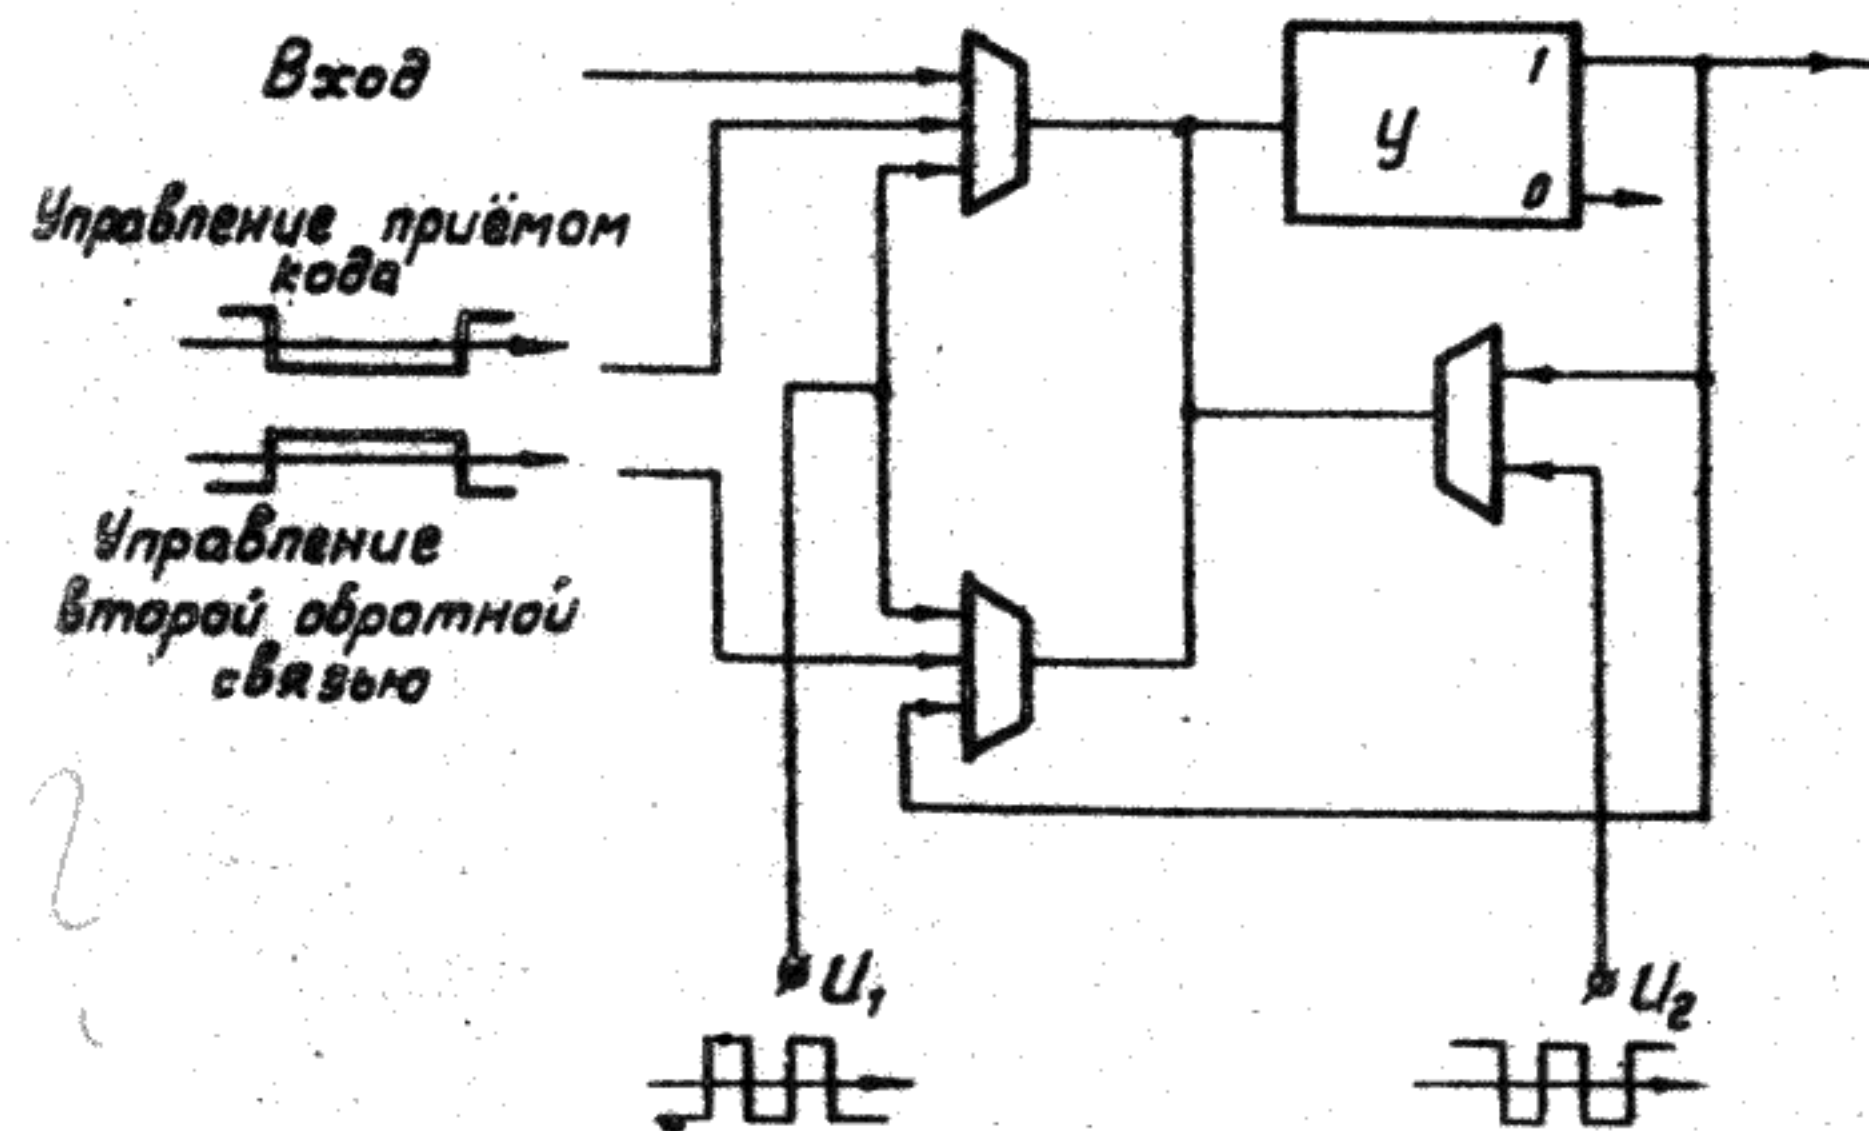 Вход
1
У
0
Управление приёмом
кода
Управление
второй обратной
связью
U₁
U₂